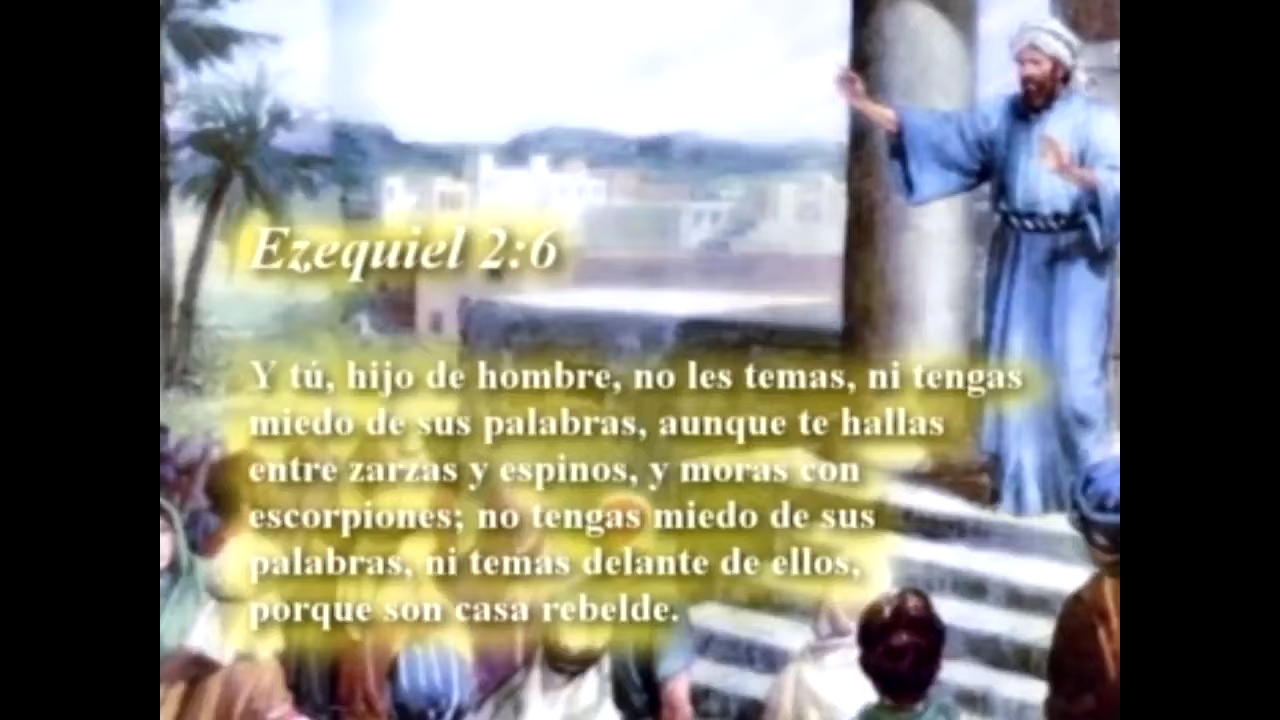 Ezequiel 2:6
Y tú, hijo de hombre, no les temas, ni tengas
miedo de sus palabras, aunque te hallas
entre zarzas y espinos, y moras con
escorpiones; no tengas miedo de sus
palabras, ni temas delante de ellos,
porque son casa rebelde.